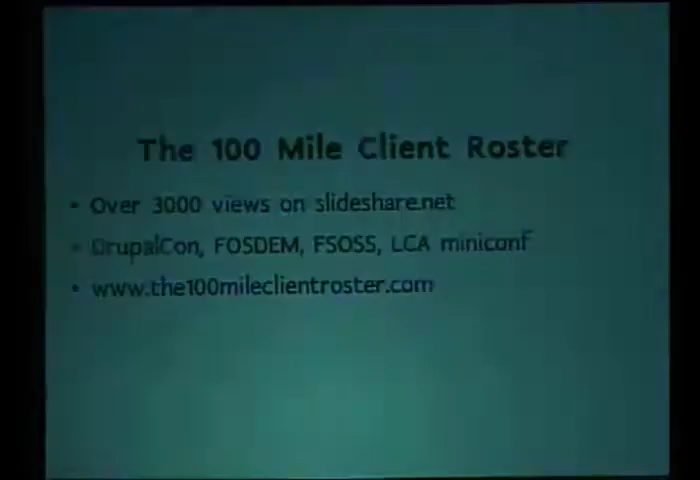 The 100 Mile Client Roster
• Over 3000 views on slideshare.net
• DrupalCon, FOSDEM, FSOSS, LCA miniconf
• www.the100mileclientroster.com